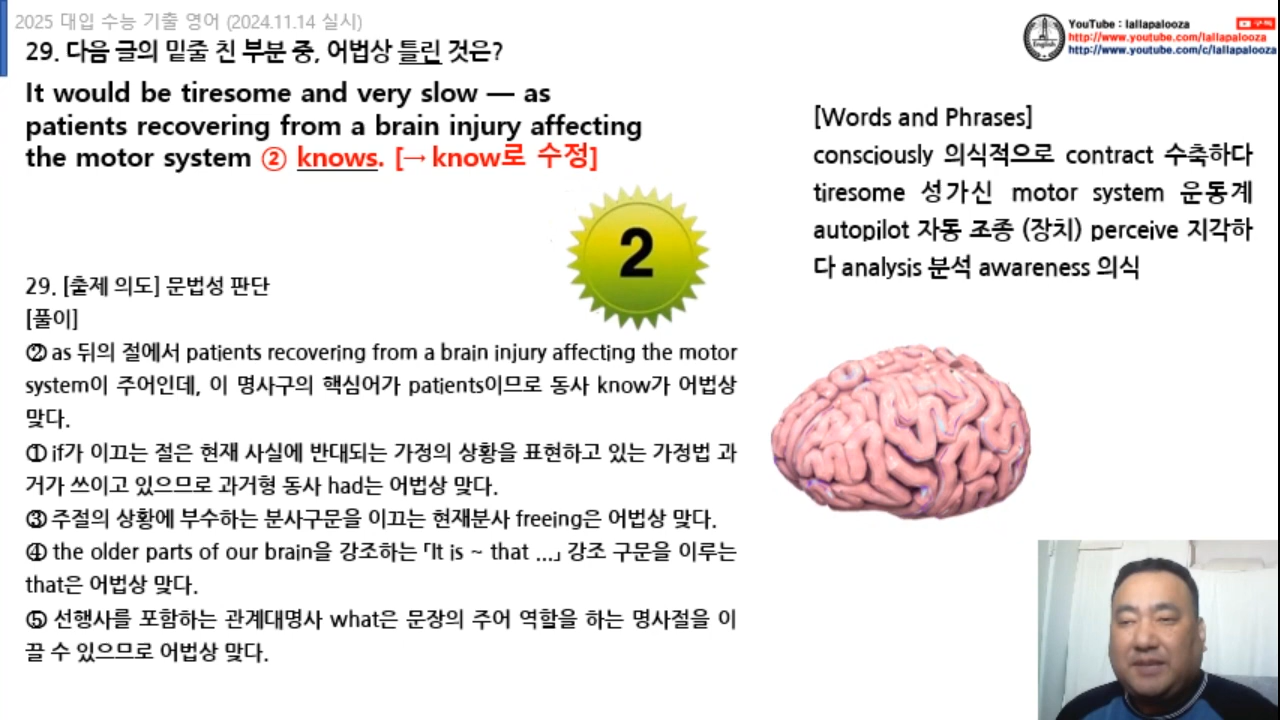 2025 대입 수능 기출 영어 (2024.11.14 실시)
29. 다음 글의 밑줄 친 부분 중, 어법상 틀린 것은?
YouTube : lallapalooza
구독
http://www.youtube.com/lallapalooza
http://www.youtube.com/c/lallapalooza
English
It would be tiresome and very slow — as
patients recovering from a brain injury affecting
the motor system ② knows. [→ know로 수정]
[Words and Phrases]
consciously 의식적으로 contract 수축하다
tiresome 성가신 motor system 운동계
autopilot 자동 조종 (장치) perceive 지각하
다 analysis 분석 awareness 의식
2
29. [출제 의도] 문법성 판단
[풀이]
② as 뒤의 절에서 patients recovering from a brain injury affecting the motor
system이 주어인데, 이 명사구의 핵심어가 patients이므로 동사 know가 어법상
맞다.
① if가 이끄는 절은 현재 사실에 반대되는 가정의 상황을 표현하고 있는 가정법 과
거가 쓰이고 있으므로 과거형 동사 had는 어법상 맞다.
③ 주절의 상황에 부수하는 분사구문을 이끄는 현재분사 freeing은 어법상 맞다.
④ the older parts of our brain을 강조하는 「It is ~ that ...」 강조 구문을 이루는
that은 어법상 맞다.
⑤ 선행사를 포함하는 관계대명사 what은 문장의 주어 역할을 하는 명사절을 이
끌 수 있으므로 어법상 맞다.